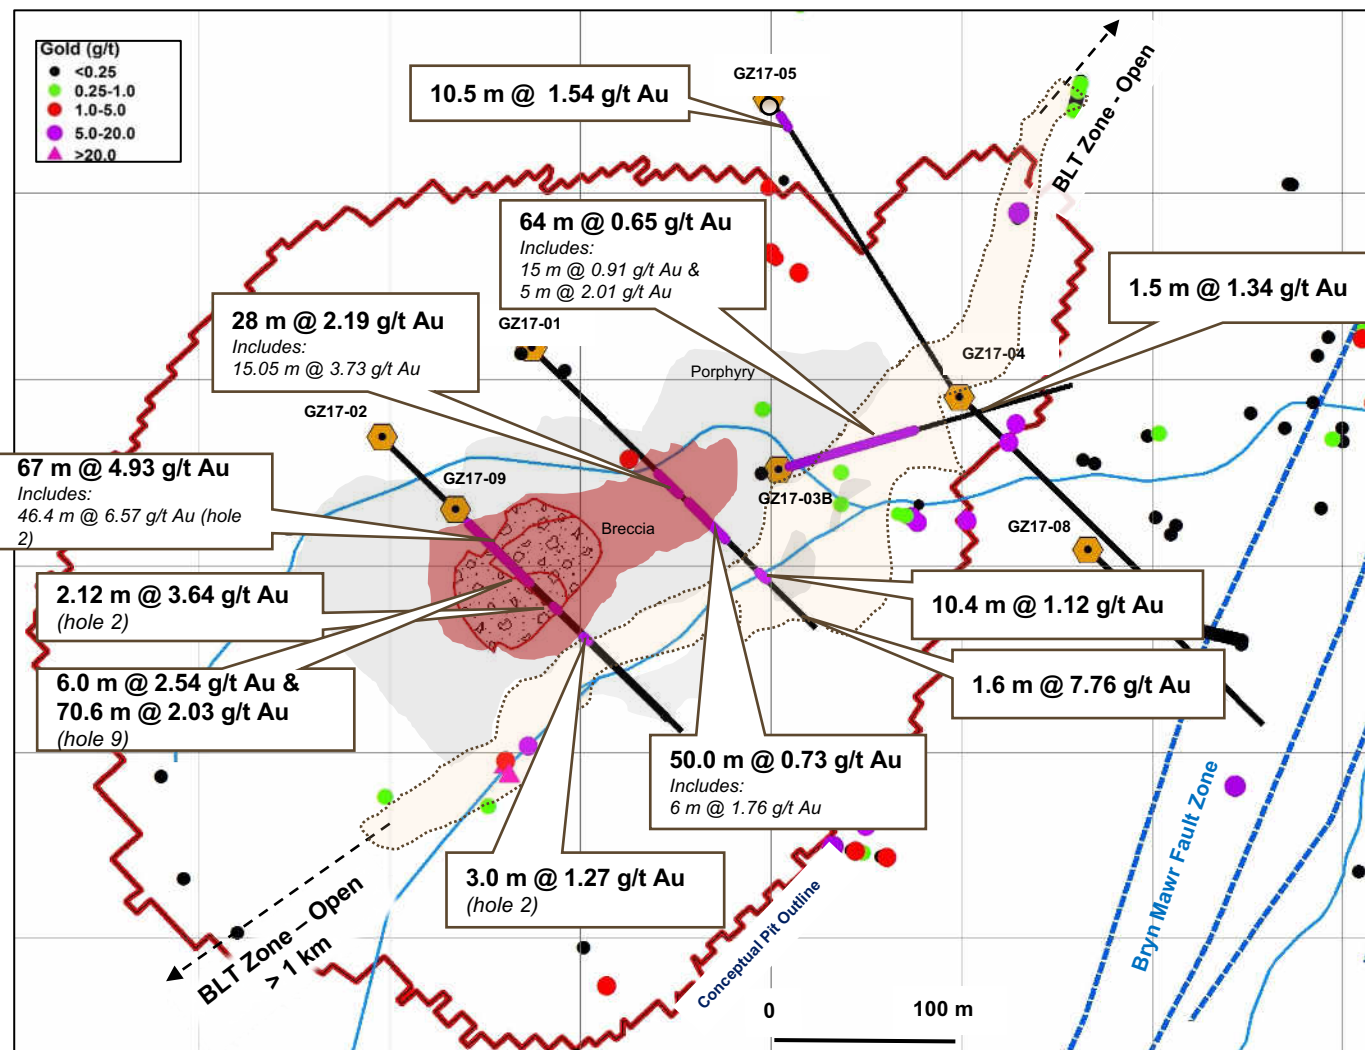 Gold (g/t)
<0.25
0.25-1.0
1.0-5.0
5.0-20.0
>20.0
10.5 m @ 1.54 g/t Au
GZ17-05
BLT Zone - Open
64 m @ 0.65 g/t Au
Includes:
15 m @ 0.91 g/t Au &
5 m @ 2.01 g/t Au
1.5 m @ 1.34 g/t Au
28 m @ 2.19 g/t Au
Includes:
15.05 m @ 3.73 g/t Au
GZ17-01
GZ17-04
Porphyry
GZ17-02
67 m @ 4.93 g/t Au
Includes:
46.4 m @ 6.57 g/t Au (hole
2)
GZ17-09
GZ17-03B
Breccia
GZ17-08
2.12 m @ 3.64 g/t Au
(hole 2)
10.4 m @ 1.12 g/t Au
6.0 m @ 2.54 g/t Au &
70.6 m @ 2.03 g/t Au
(hole 9)
1.6 m @ 7.76 g/t Au
50.0 m @ 0.73 g/t Au
Includes:
6 m @ 1.76 g/t Au
3.0 m @ 1.27 g/t Au
(hole 2)
BLT Zone - Open
> 1 km
Conceptual Pit Outline
Bryn Mawr Fault Zone
0 100 m